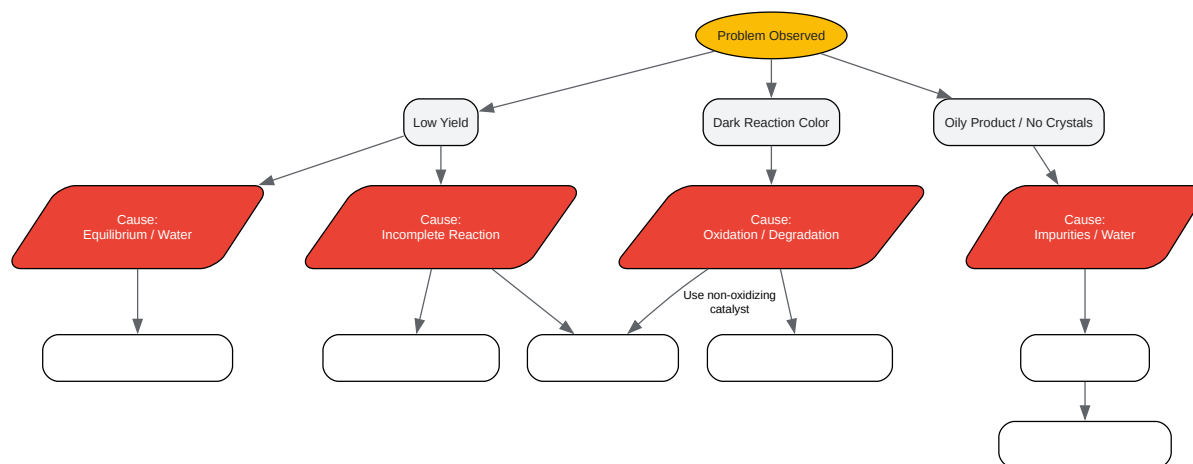 Problem Observed
Low Yield
Dark Reaction Color
Oily Product / No Crystals
Cause:
Equilibrium / Water
Cause:
Incomplete Reaction
Cause:
Oxidation / Degradation
Cause:
Impurities / Water
Use non-oxidizing
catalyst